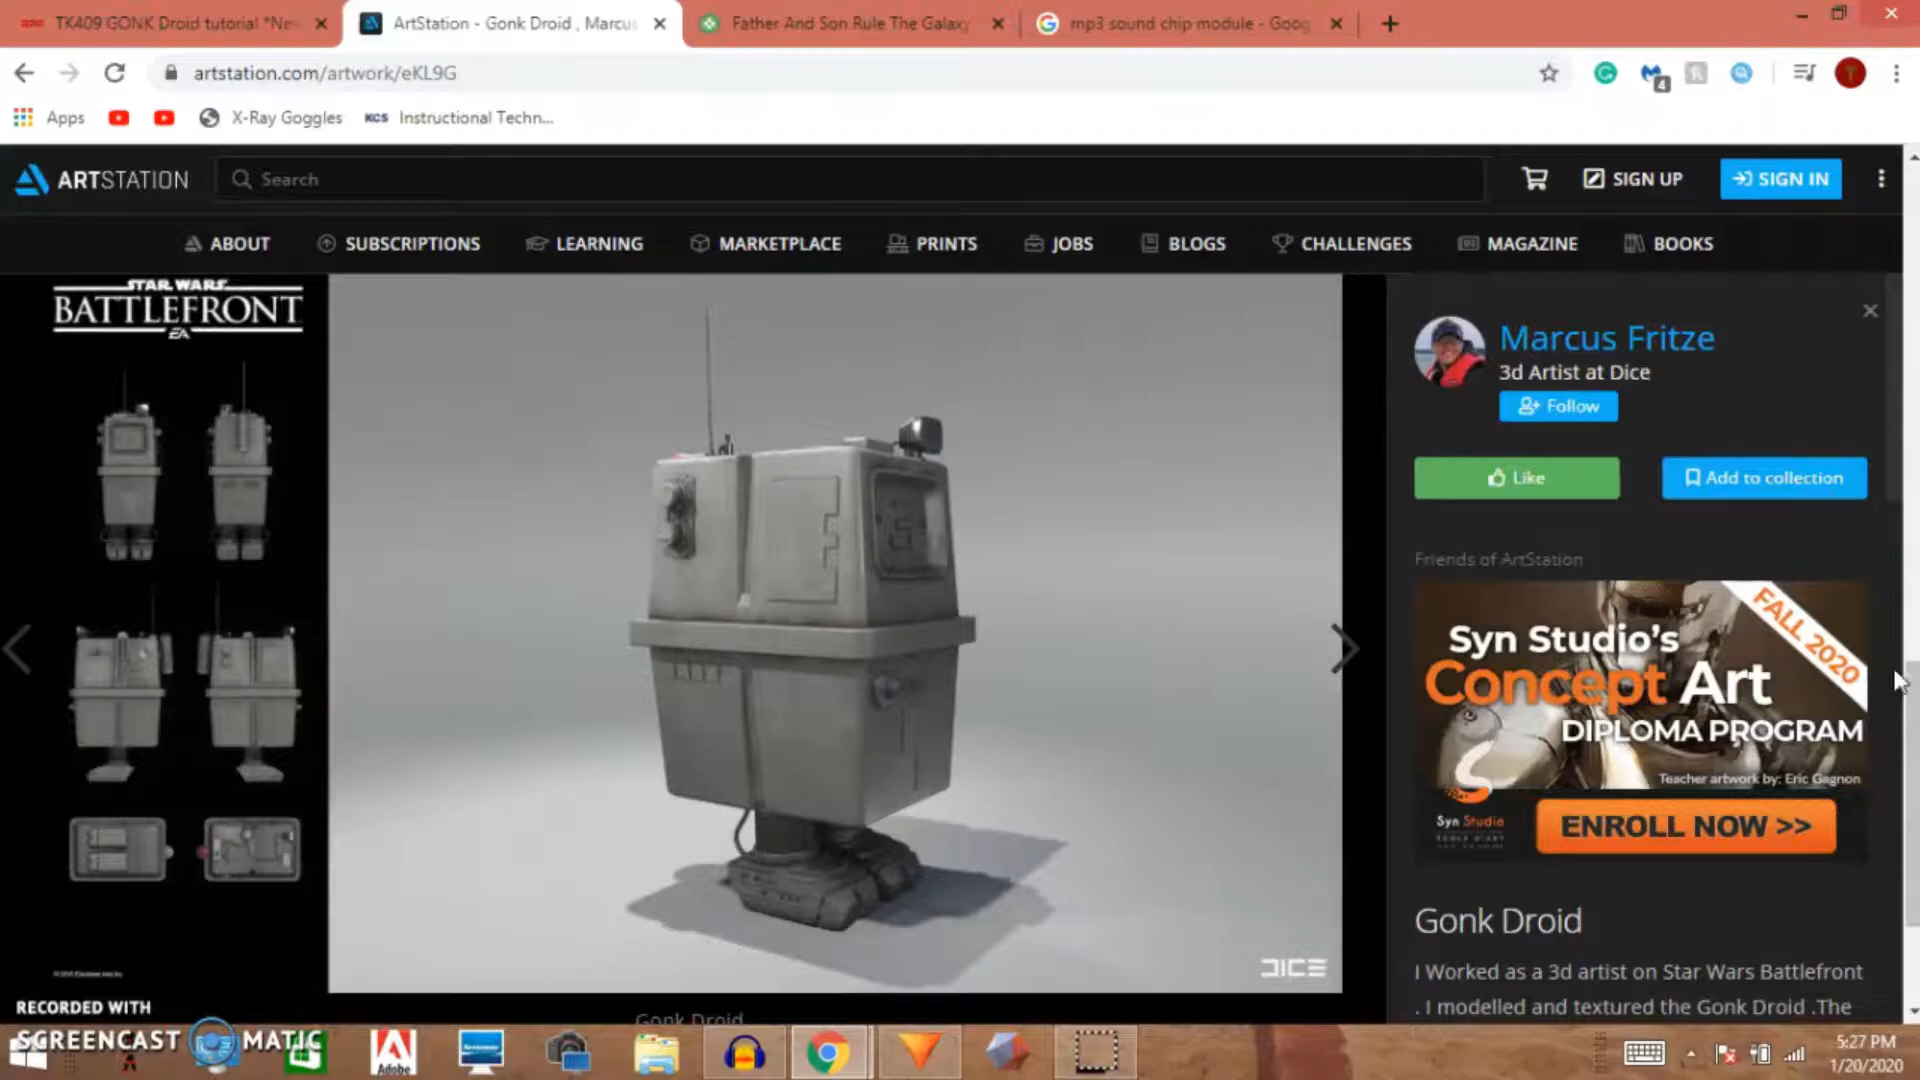 TK409 GONK Droid tutorial *Ne
ArtStation - Gonk Droid , Marcus
Father And Son Rule The Galaxy
mp3 sound chip module - Goog
artstation.com/artwork/eKL9G
4
T
Apps
X-Ray Goggles
KCS
Instructional Techn...
ARTSTATION
Search
SIGN UP
SIGN IN
ABOUT
SUBSCRIPTIONS
LEARNING
MARKETPLACE
PRINTS
JOBS
BLOGS
CHALLENGES
MAGAZINE
BOOKS
STAR WARS
BATTLEFRONT
EA
Marcus Fritze
3d Artist at Dice
Follow
Like
Add to collection
Friends of ArtStation
FALL 2020
Syn Studio's
Concept Art
DIPLOMA PROGRAM
Teacher artwork by: Eric Gagnon
Syn Studio
ENROLL NOW >>
Gonk Droid
I Worked as a 3d artist on Star Wars Battlefront
. I modelled and textured the Gonk Droid .The
DICE
Gonk Droid
RECORDED WITH
SCREENCAST MATIC
Adobe
5:27 PM
1/20/2020